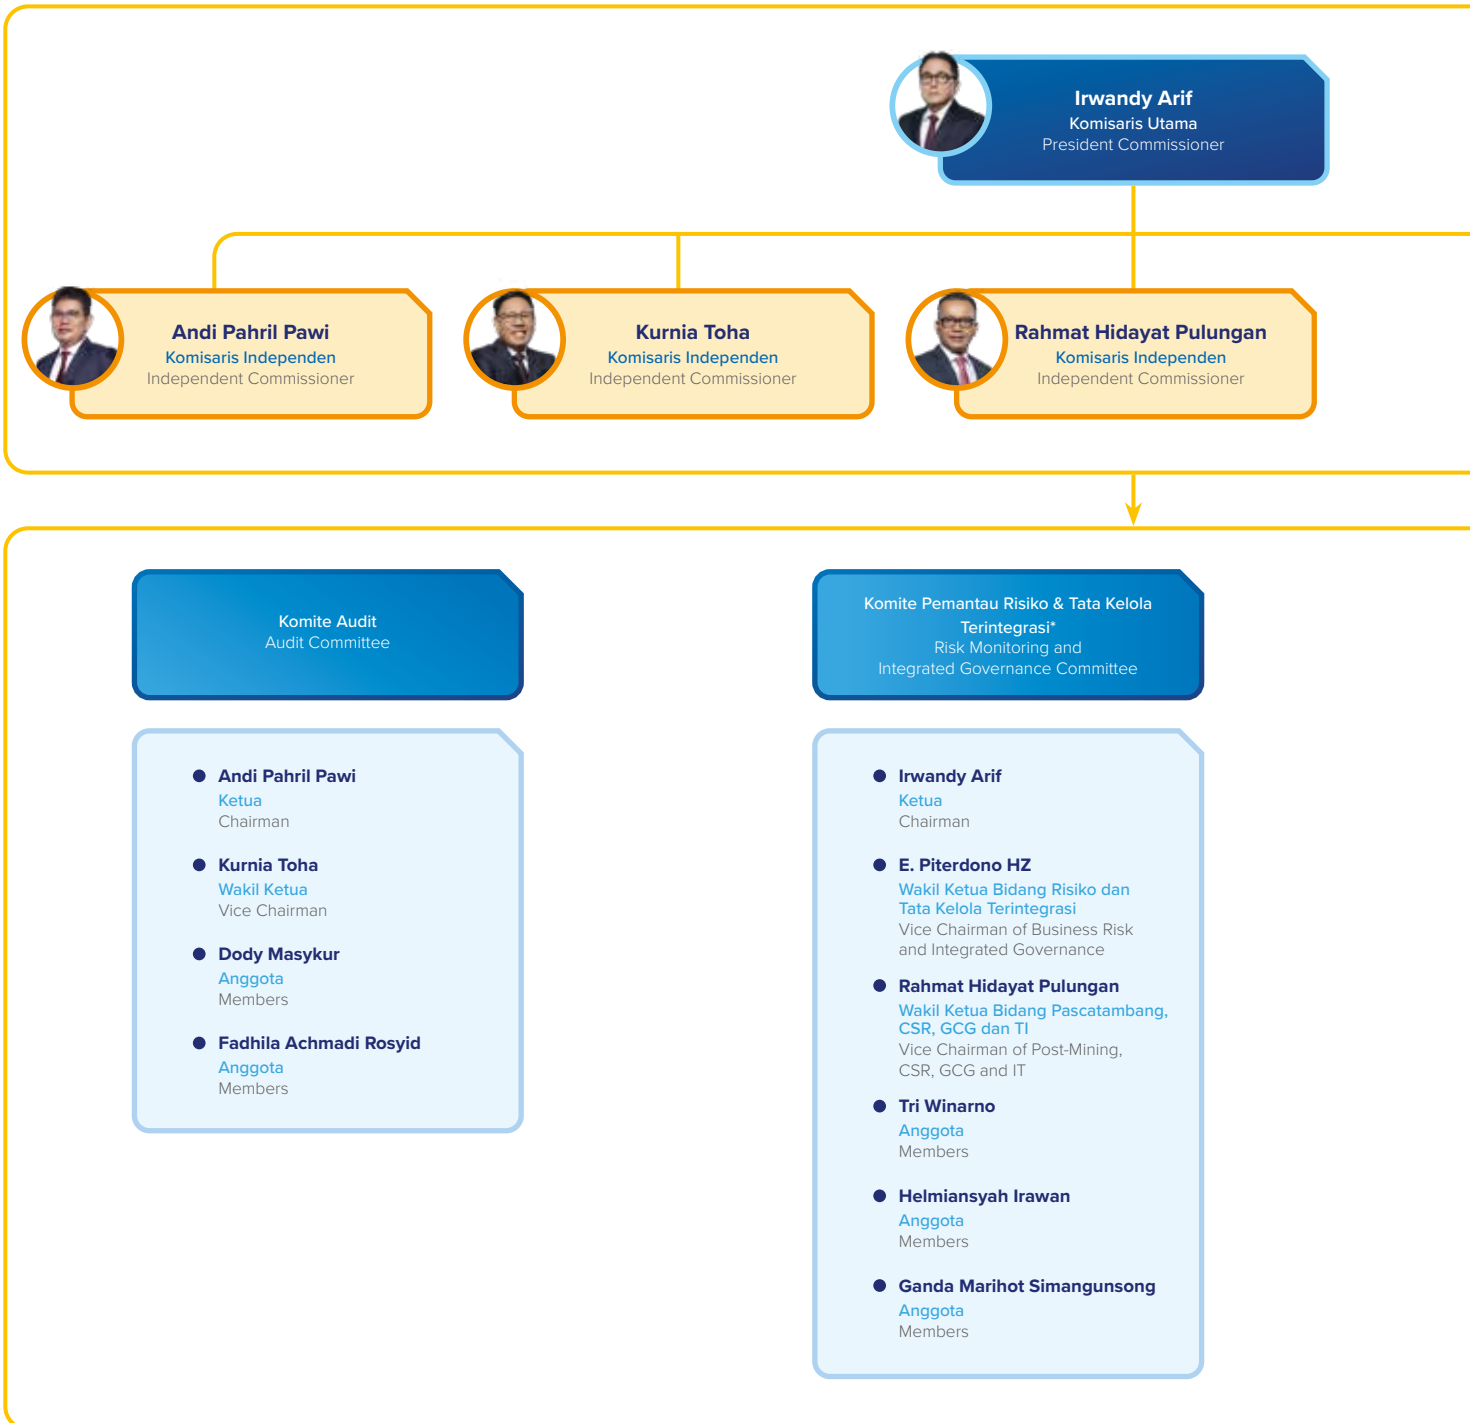 Irwandy Arif
Komisaris Utama
President Commissioner
Andi Pahril Pawi
Komisaris Independen
Independent Commissioner
Kurnia Toha
Komisaris Independen
Independent Commissioner
Rahmat Hidayat Pulungan
Komisaris Independen
Independent Commissioner
Komite Audit
Audit Committee
Andi Pahril Pawi
Ketua
Chairman
Kurnia Toha
Wakil Ketua
Vice Chairman
Dody Masykur
Anggota
Members
Fadhila Achmadi Rosyid
Anggota
Members
Komite Pemantau Risiko & Tata Kelola
Terintegrasi*
Risk Monitoring and
Integrated Governance Committee
Irwandy Arif
Ketua
Chairman
E. Piterdono HZ
Wakil Ketua Bidang Risiko dan
Tata Kelola Terintegrasi
Vice Chairman of Business Risk
and Integrated Governance
Rahmat Hidayat Pulungan
Wakil Ketua Bidang Pascatambang,
CSR, GCG dan TI
Vice Chairman of Post-Mining,
CSR, GCG and IT
Tri Winarno
Anggota
Members
Helmiansyah Irawan
Anggota
Members
Ganda Marihot Simangunsong
Anggota
Members